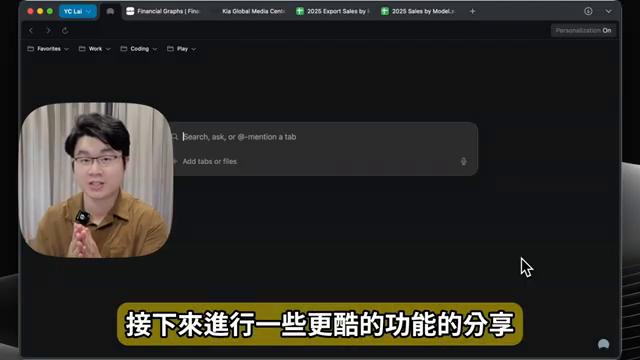 YC Lai
Financial Graphs | Fina
Kia Global Media Cente
2025 Export Sales by R
2025 Sales by Model.x
Personalization On
Favorites
Work
Coding
Play
Search, ask, or @-mention a tab
Add tabs or files
接下來進行一些更酷的功能的分享